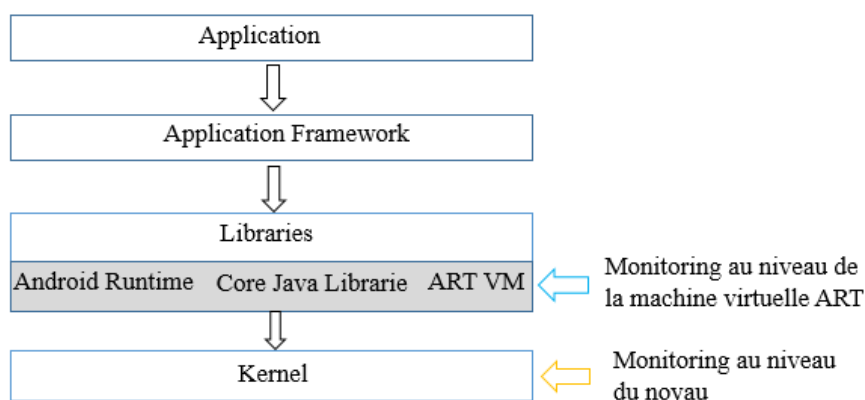 Application
Application Framework
Libraries
Android Runtime Core Java Librarie ART VM
Monitoring au niveau de
la machine virtuelle ART
Kernel
Monitoring au niveau
du noyau